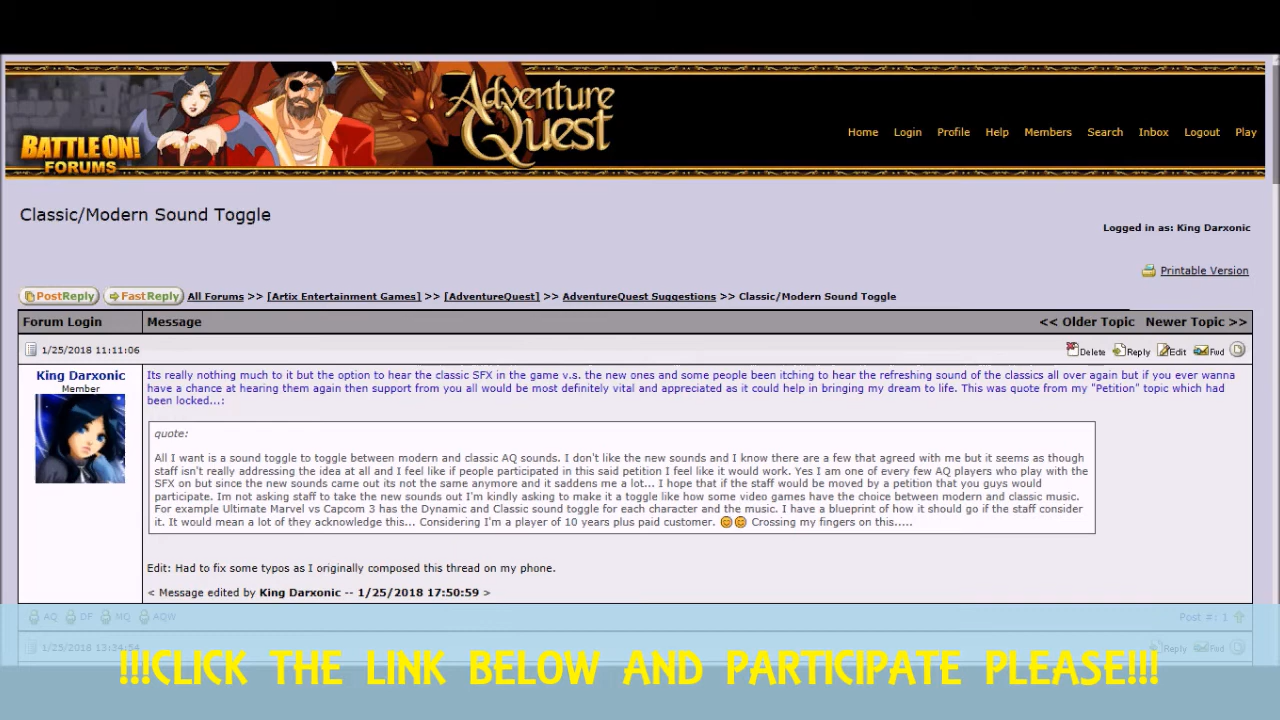 Adventure
Quest
BATTLEON!
FORUMS
Home Login Profile Help Members Search Inbox Logout Play
Classic/Modern Sound Toggle
Logged in as: King Darxonic
Printable Version
PostReply FastReply All Forums >> [Artix Entertainment Games] >> [AdventureQuest] >> AdventureQuest Suggestions >> Classic/Modern Sound Toggle
Forum Login Message << Older Topic Newer Topic >>
1/25/2018 11:11:06 Delete Reply Edit Fwd
King Darxonic
Member
Its really nothing much to it but the option to hear the classic SFX in the game v.s. the new ones and some people been itching to hear the refreshing sound of the classics all over again but if you ever wanna
have a chance at hearing them again then support from you all would be most definitely vital and appreciated as it could help in bringing my dream to life. This was quote from my "Petition" topic which had
been locked...:
quote:
All I want is a sound toggle to toggle between modern and classic AQ sounds. I don't like the new sounds and I know there are a few that agreed with me but it seems as though
staff isn't really addressing the idea at all and I feel like if people participated in this said petition I feel like it would work. Yes I am one of every few AQ players who play with the
SFX on but since the new sounds came out its not the same anymore and it saddens me a lot... I hope that if the staff would be moved by a petition that you guys would
participate. Im not asking staff to take the new sounds out I'm kindly asking to make it a toggle like how some video games have the choice between modern and classic music.
For example Ultimate Marvel vs Capcom 3 has the Dynamic and Classic sound toggle for each character and the music. I have a blueprint of how it should go if the staff consider
it. It would mean a lot of they acknowledge this... Considering I'm a player of 10 years plus paid customer. Crossing my fingers on this.....
Edit: Had to fix some typos as I originally composed this thread on my phone.
< Message edited by King Darxonic -- 1/25/2018 17:50:59 >
AQ DF MQ AQW Post #: 1
1/25/2018 13:24:54 Reply Fwd
!!!CLICK THE LINK BELOW AND PARTICIPATE PLEASE!!!